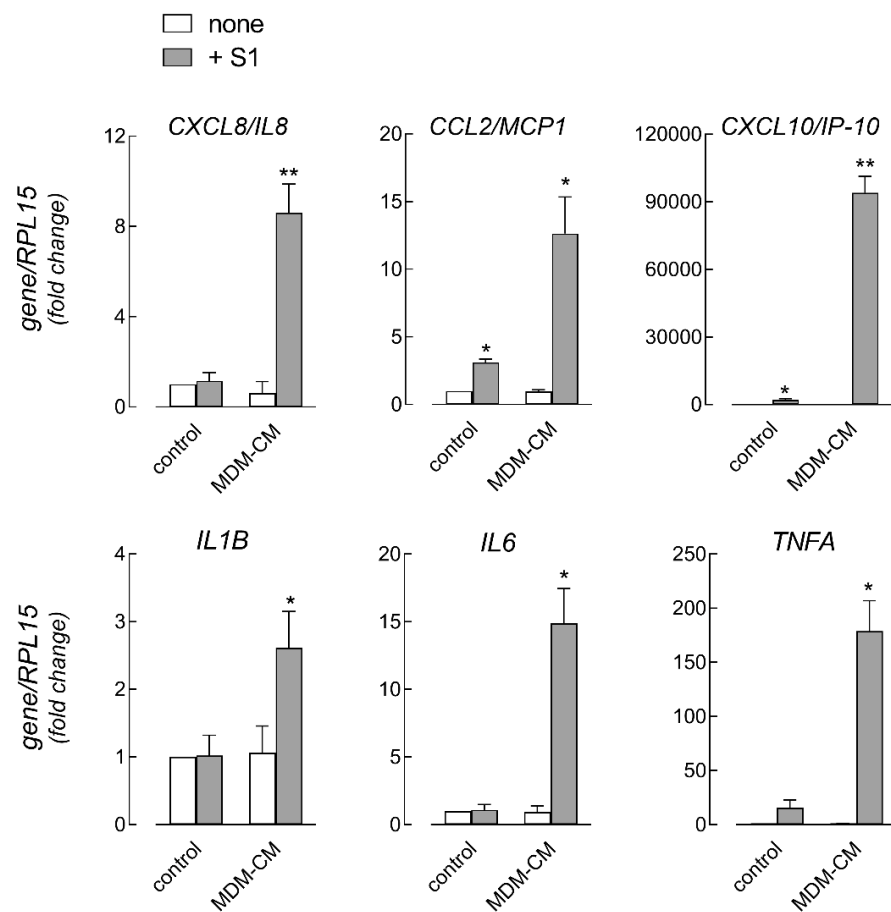 none
+ S1
CXCL8/IL8
CCL2/MCP1
CXCL10/IP-10
gene/RPL15
(fold change)
12
8
4
0
**
control
MDM-CM
20
15
10
5
0
*
*
control
MDM-CM
120000
90000
60000
30000
0
*
**
control
MDM-CM
IL1B
IL6
TNFA
gene/RPL15
(fold change)
4
3
2
1
0
*
control
MDM-CM
20
15
10
5
0
*
control
MDM-CM
250
200
150
100
50
0
*
control
MDM-CM